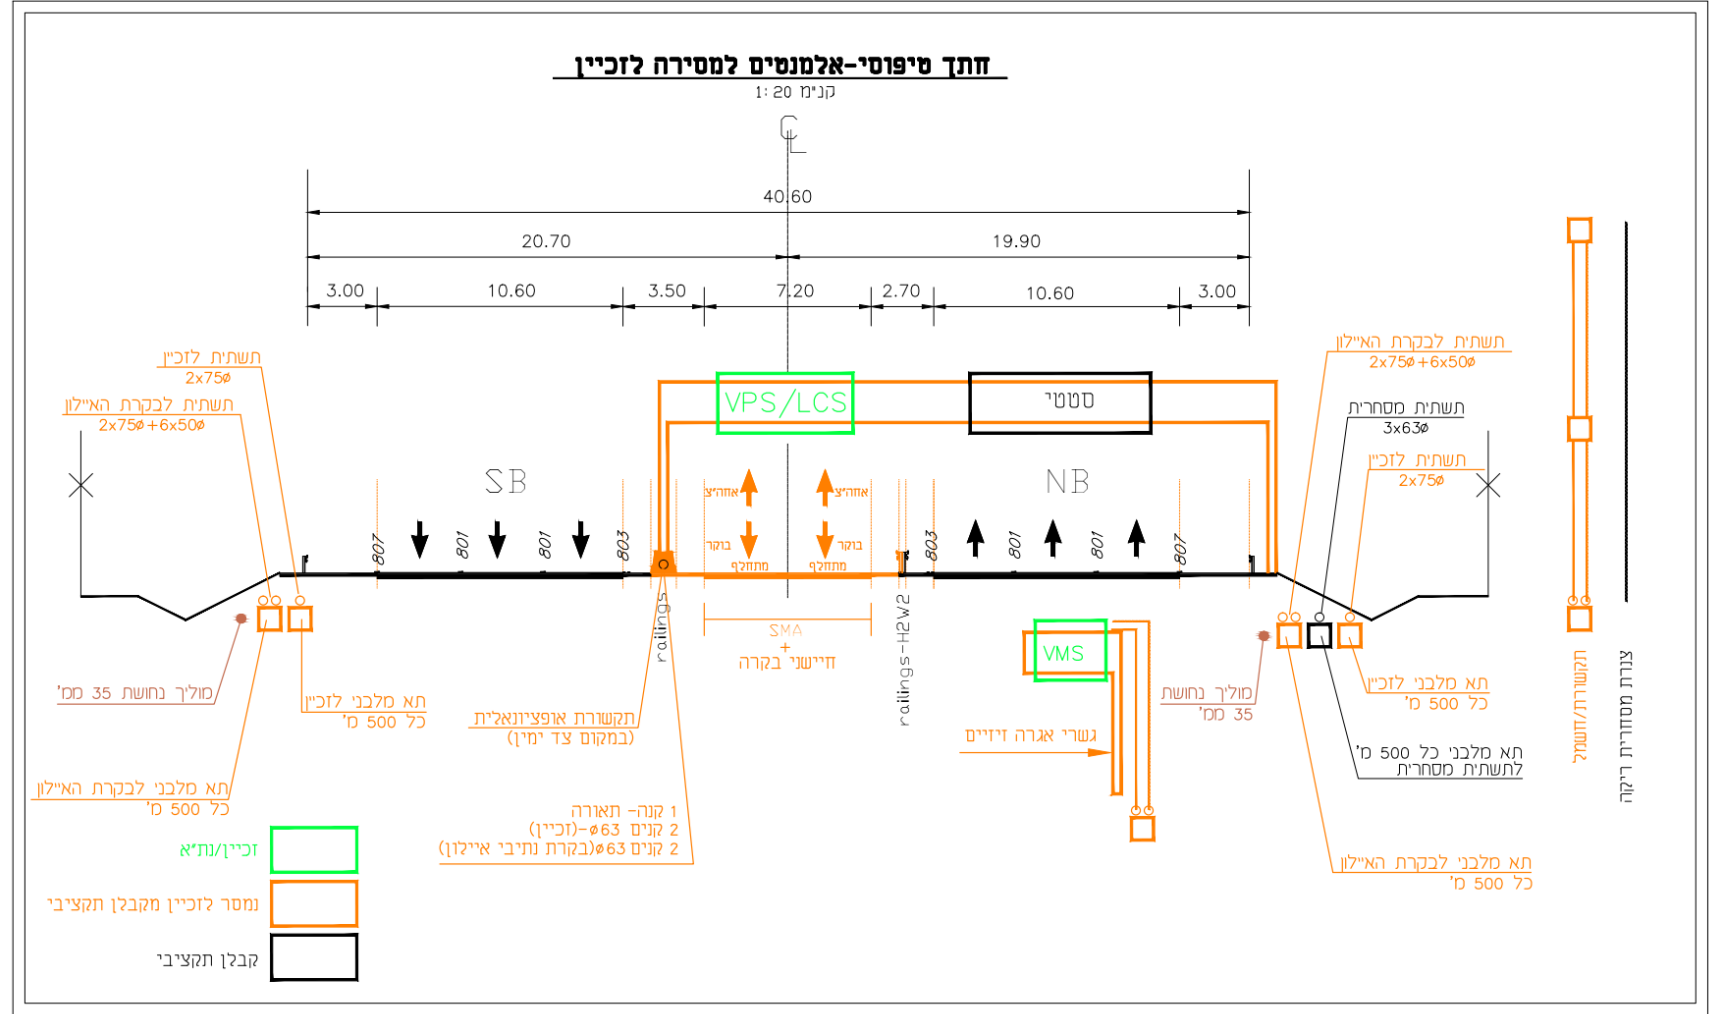 חתך טיפוסי-אלמנטים למסירה לזכיין
קנ"מ 1:20
CL
40.60
20.70
19.90
3.00
10.60
3.50
7.20
2.70
10.60
3.00
תשתית לזכיין
2x75ø
תשתית לבקרת האיילון
2x75ø+6x50ø
תשתית לבקרת האיילון
2x75ø+6x50ø
תשתית מסחרית
3x63ø
תשתית לזכיין
2x75ø
VPS/LCS
סטטי
SB
NB
אחה"צ
אחה"צ
בוקר
בוקר
מתחלף
מתחלף
807
801
801
803
803
801
801
807
railings
railings-H2W2
SMA
+
חיישני בקרה
VMS
גשרי אגרה זיזיים
מוליך נחושת 35 ממ'
תא מלבני לזכיין
כל 500 מ'
תא מלבני לבקרת האיילון
כל 500 מ'
תקשורת אופציונאלית
(במקום צד ימין)
1 קנה- תאורה
2 קנים ø63-(זכיין)
2 קנים ø63(בקרת נתיבי איילון)
מוליך נחושת
35 ממ'
תא מלבני לזכיין
כל 500 מ'
תא מלבני כל 500 מ'
לתשתית מסחרית
תא מלבני לבקרת האיילון
כל 500 מ'
תקשורת/חשמל
צנרת מסחרית ריקה
זכיין/נת"א
נמסר לזכיין מקבלן תקציבי
קבלן תקציבי